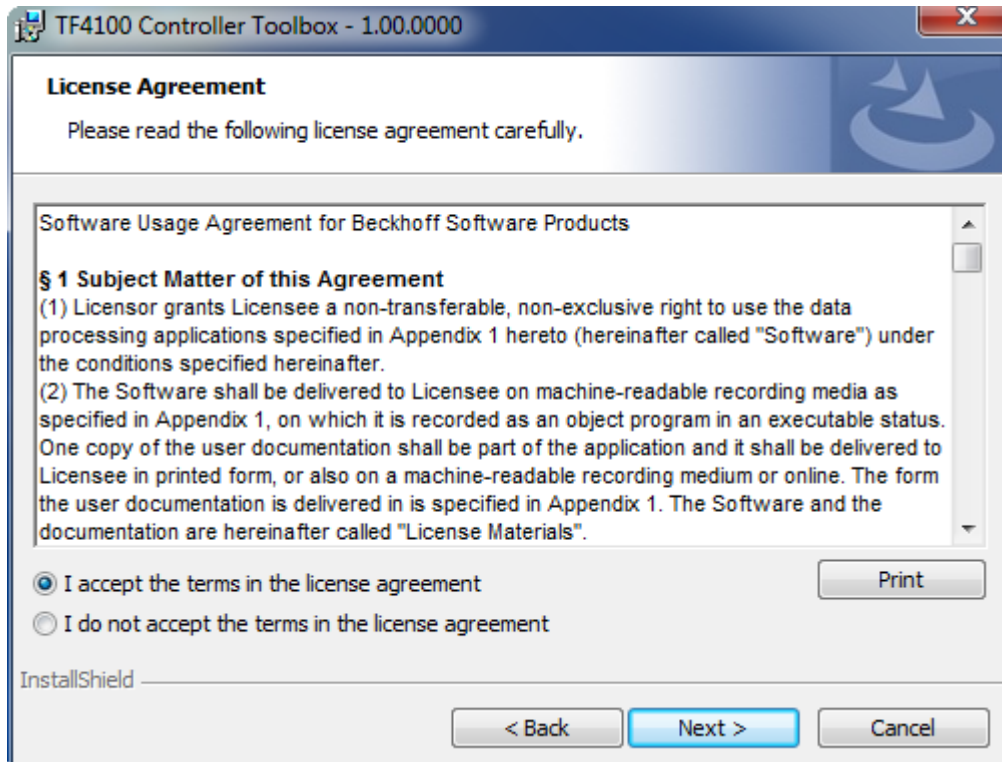 TF4100 Controller Toolbox - 1.00.0000
License Agreement
Please read the following license agreement carefully.
Software Usage Agreement for Beckhoff Software Products
§ 1 Subject Matter of this Agreement
(1) Licensor grants Licensee a non-transferable, non-exclusive right to use the data
processing applications specified in Appendix 1 hereto (hereinafter called "Software") under
the conditions specified hereinafter.
(2) The Software shall be delivered to Licensee on machine-readable recording media as
specified in Appendix 1, on which it is recorded as an object program in an executable status.
One copy of the user documentation shall be part of the application and it shall be delivered to
Licensee in printed form, or also on a machine-readable recording medium or online. The form
the user documentation is delivered in is specified in Appendix 1. The Software and the
documentation are hereinafter called "License Materials".
I accept the terms in the license agreement
Print
I do not accept the terms in the license agreement
InstallShield
< Back
Next >
Cancel